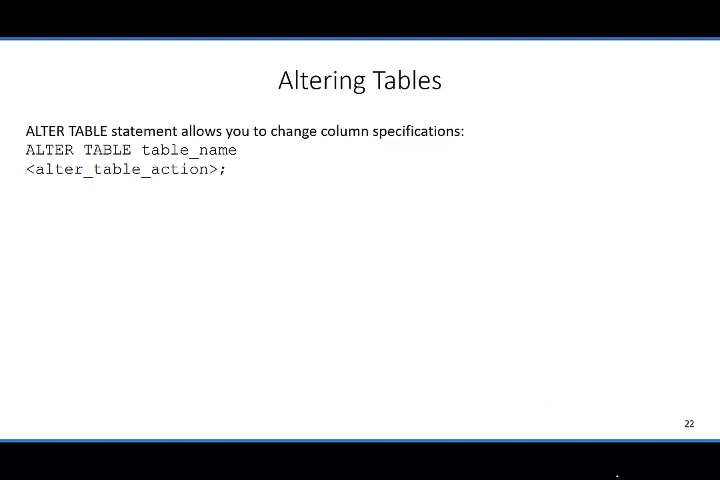 Altering Tables
ALTER TABLE statement allows you to change column specifications:
ALTER TABLE table_name
<alter_table_action>;
22